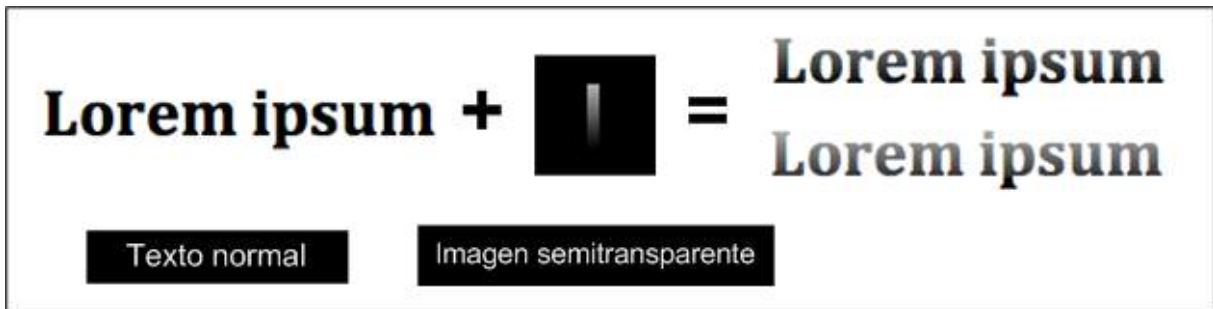 Lorem ipsum + = Lorem ipsum
Lorem ipsum
Texto normal
Imagen semitransparente